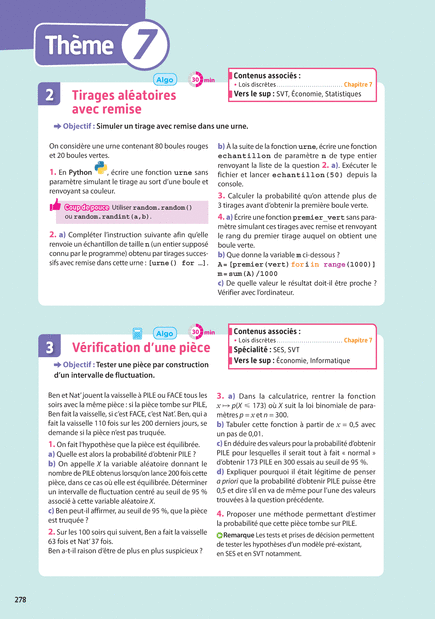 Thème 7
Algo
30 min
Contenus associés :
• Lois discrètes ........................ Chapitre 7
Vers le sup : SVT, Économie, Statistiques
2 Tirages aléatoires
avec remise
➜ Objectif : Simuler un tirage avec remise dans une urne.
On considère une urne contenant 80 boules rouges
et 20 boules vertes.
1. En Python , écrire une fonction urne sans
paramètre simulant le tirage au sort d'une boule et
renvoyant sa couleur.
Coup de pouce Utiliser random.random()
ou random.randint(a,b).
2. a) Compléter l'instruction suivante afin qu'elle
renvoie un échantillon de taille n (un entier supposé
connu par le programme) obtenu par tirages succes-
sifs avec remise dans cette urne : [urne() for …].
b) À la suite de la fonction urne, écrire une fonction
echantillon de paramètre n de type entier
renvoyant la liste de la question 2. a). Exécuter le
fichier et lancer echantillon(50) depuis la
console.
3. Calculer la probabilité qu'on attende plus de
3 tirages avant d'obtenir la première boule verte.
4. a) Écrire une fonction premier_vert sans para-
mètre simulant ces tirages avec remise et renvoyant
le rang du premier tirage auquel on obtient une
boule verte.
b) Que donne la variable m ci-dessous ?
A=[premier(vert)for i in range(1000)]
m=sum(A)/1000
c) De quelle valeur le résultat doit-il être proche ?
Vérifier avec l'ordinateur.
Algo
30 min
Contenus associés :
• Lois discrètes ........................ Chapitre 7
Spécialité : SES, SVT
Vers le sup : Économie, Informatique
3 Vérification d'une pièce
➜ Objectif : Tester une pièce par construction
d'un intervalle de fluctuation.
Ben et Nat' jouent la vaisselle à PILE ou FACE tous les
soirs avec la même pièce : si la pièce tombe sur PILE,
Ben fait la vaisselle, si c'est FACE, c'est Nat'. Ben, qui a
fait la vaisselle 110 fois sur les 200 derniers jours, se
demande si la pièce n'est pas truquée.
1. On fait l'hypothèse que la pièce est équilibrée.
a) Quelle est alors la probabilité d'obtenir PILE ?
b) On appelle X la variable aléatoire donnant le
nombre de PILE obtenus lorsqu'on lance 200 fois cette
pièce, dans ce cas où elle est équilibrée. Déterminer
un intervalle de fluctuation centré au seuil de 95 %
associé à cette variable aléatoire X.
c) Ben peut-il affirmer, au seuil de 95 %, que la pièce
est truquée ?
2. Sur les 100 soirs qui suivent, Ben a fait la vaisselle
63 fois et Nat' 37 fois.
Ben a-t-il raison d'être de plus en plus suspicieux ?
3. a) Dans la calculatrice, rentrer la fonction
x ↦ p(X ⩽ 173) où X suit la loi binomiale de para-
mètres p = x et n = 300.
b) Tabuler cette fonction à partir de x = 0,5 avec
un pas de 0,01.
c) En déduire des valeurs pour la probabilité d'obtenir
PILE pour lesquelles il serait tout à fait « normal »
d'obtenir 173 PILE en 300 essais au seuil de 95 %.
d) Expliquer pourquoi il était légitime de penser
a priori que la probabilité d'obtenir PILE puisse être
0,5 et dire s'il en va de même pour l'une des valeurs
trouvées à la question précédente.
4. Proposer une méthode permettant d'estimer
la probabilité que cette pièce tombe sur PILE.
Remarque Les tests et prises de décision permettent
de tester les hypothèses d'un modèle pré-existant,
en SES et en SVT notamment.
278